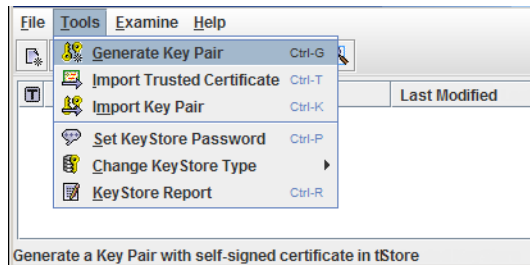 File Tools Examine Help
Generate Key Pair Ctrl-G
Import Trusted Certificate Ctrl-T
Import Key Pair Ctrl-K
T Last Modified
Set KeyStore Password Ctrl-P
Change KeyStore Type
KeyStore Report Ctrl-R
Generate a Key Pair with self-signed certificate in tStore